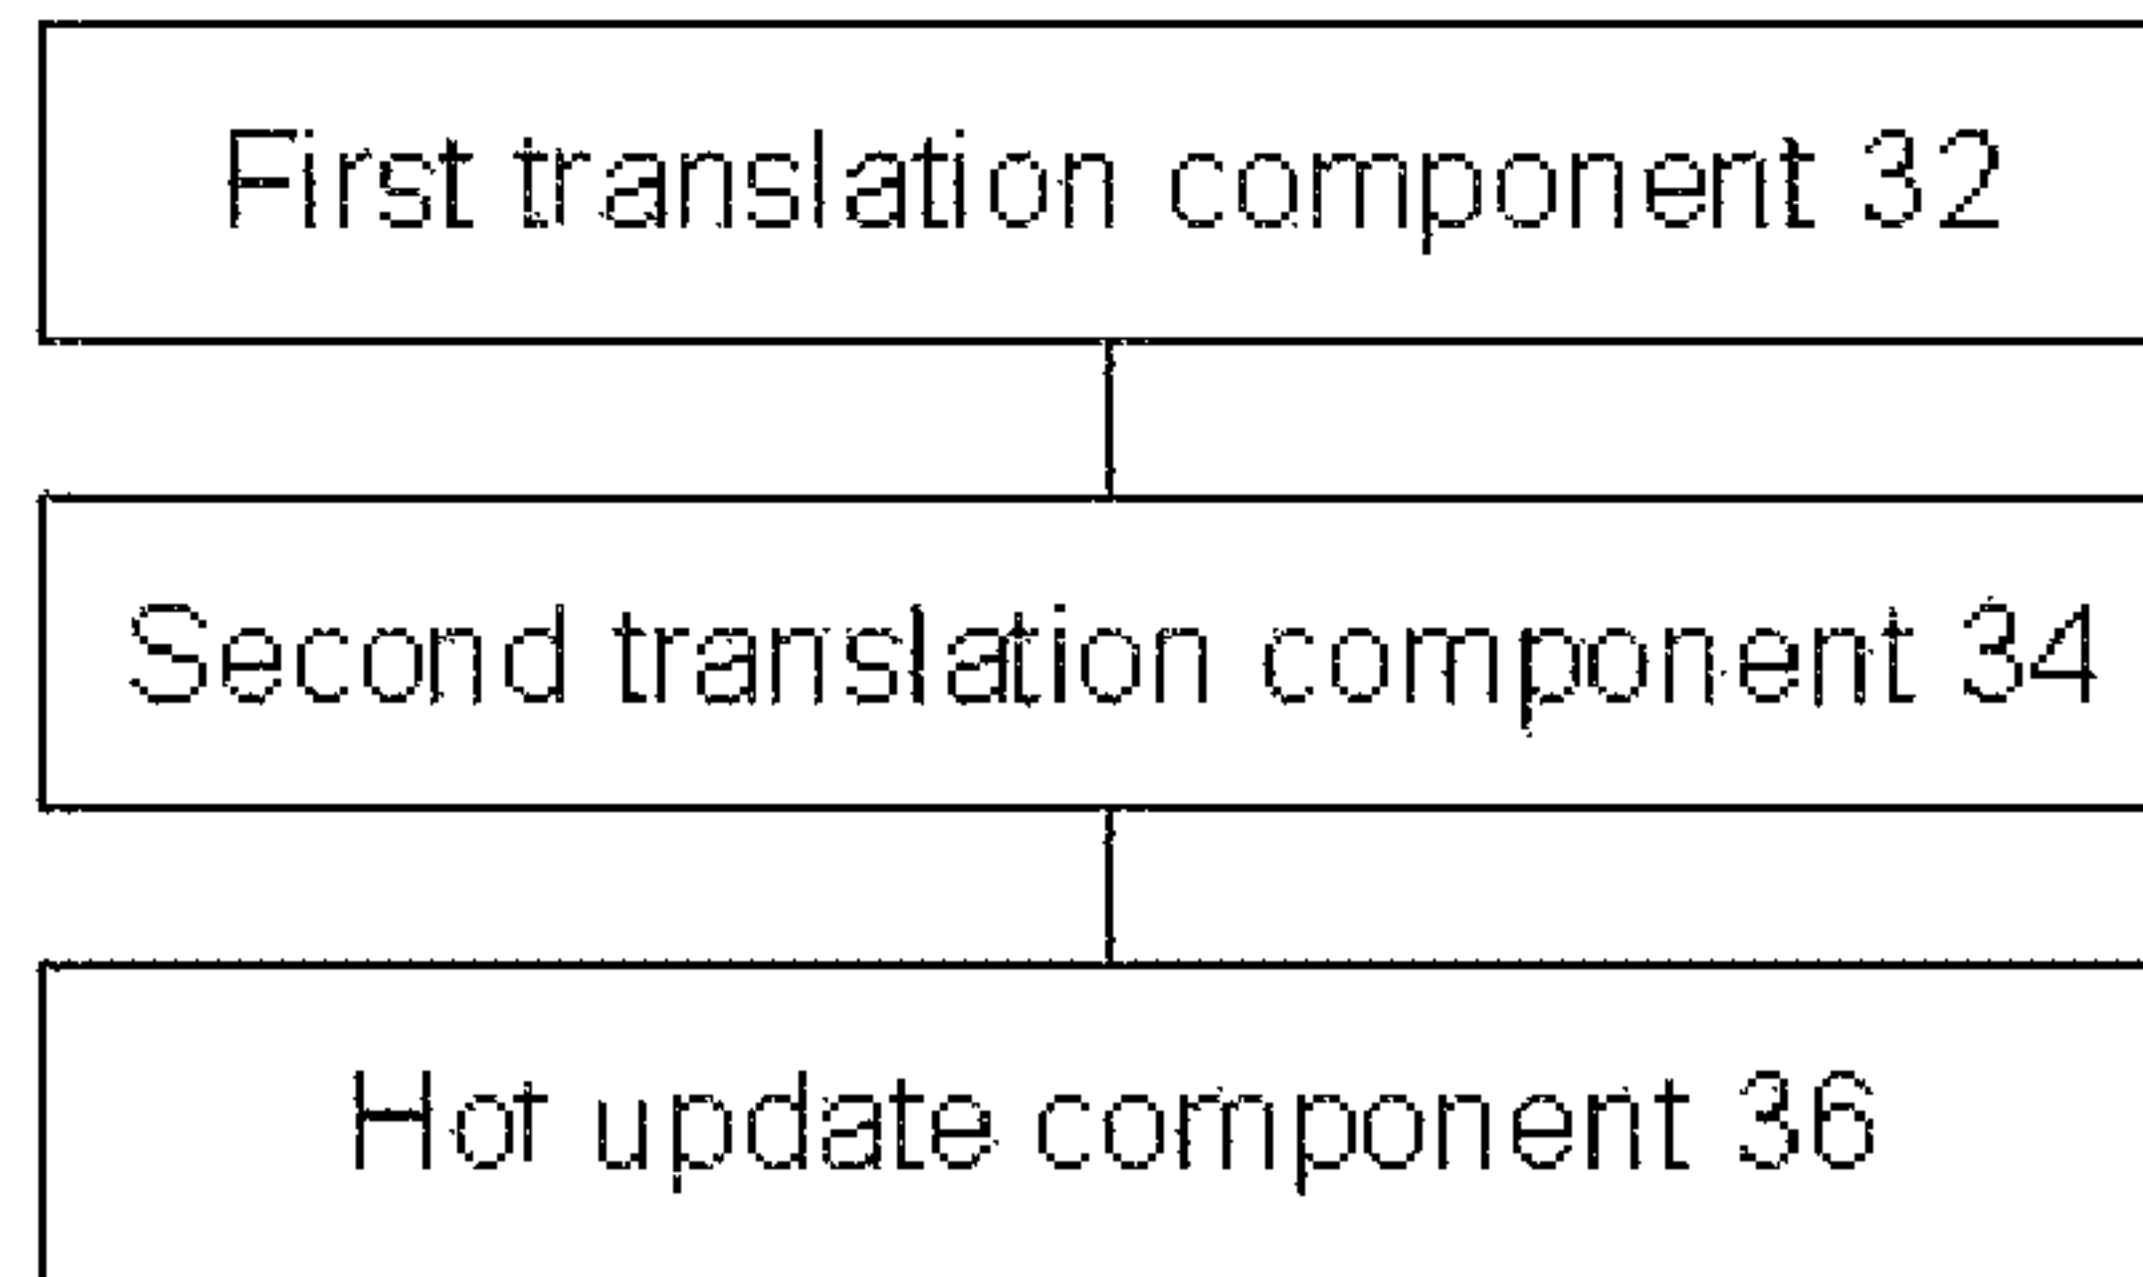 First translation component 32
Second translation component 34
Hot update component 36